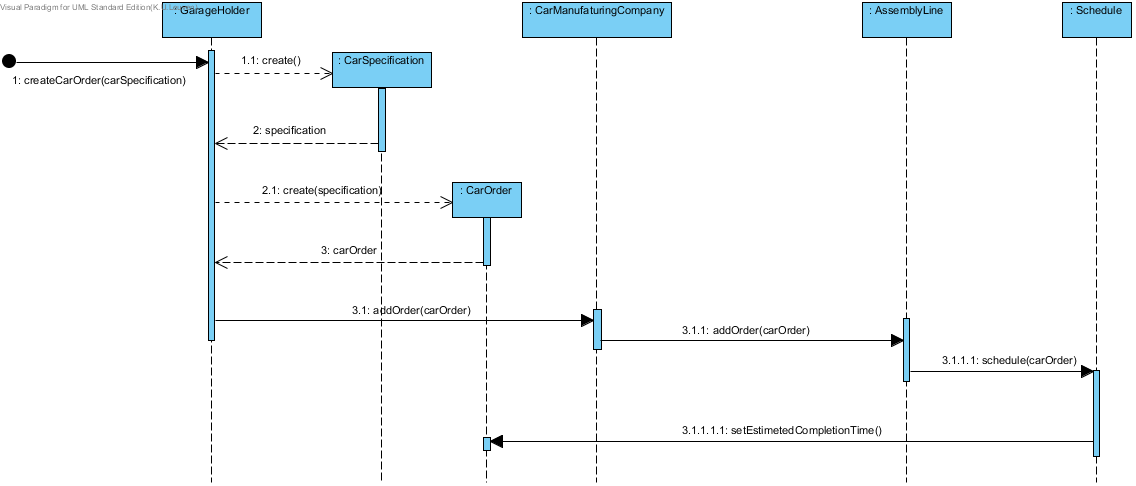 Visual Paradigm for UML Standard Edition(K.
: GarageHolder
: CarManufaturingCompany
: AssemblyLine
: Schedule
1.1: create()
: CarSpecification
1: createCarOrder(carSpecification)
2: specification
2.1: create(specification)
: CarOrder
3: carOrder
3.1: addOrder(carOrder)
3.1.1: addOrder(carOrder)
3.1.1.1: schedule(carOrder)
3.1.1.1.1: setEstimetedCompletionTime()